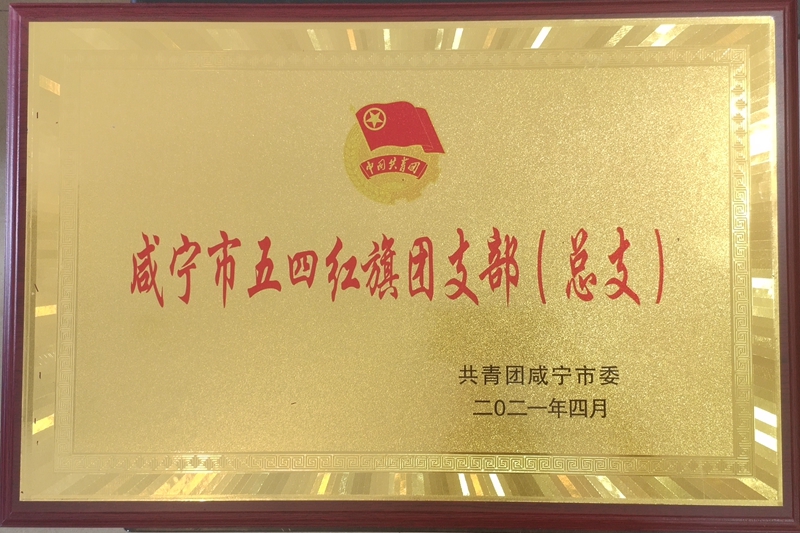 中国共青团
咸宁市五四红旗团支部（总支）
共青团咸宁市委
二〇二一年四月